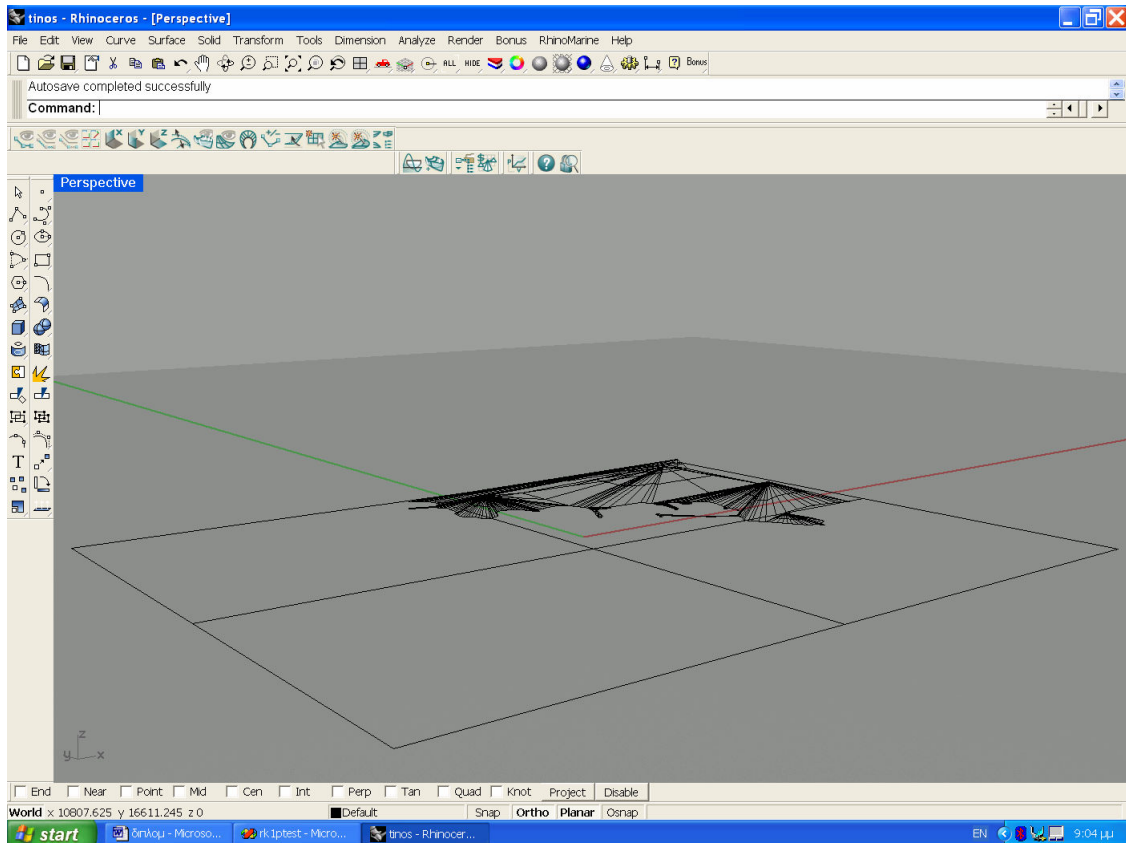 tinos - Rhinoceros - [Perspective]
File Edit View Curve Surface Solid Transform Tools Dimension Analyze Render Bonus RhinoMarine Help
ALL HIDE Bonus
Autosave completed successfully
Command:
X Y Z
Perspective
T
z
y x
End Near Point Mid Cen Int Perp Tan Quad Knot Project Disable
World x 10807.625 y 16611.245 z 0 Default Snap Ortho Planar Osnap
start διπλομ - Microso... rk1ptest - Micro... tinos - Rhinocer... EN 9:04 μμ